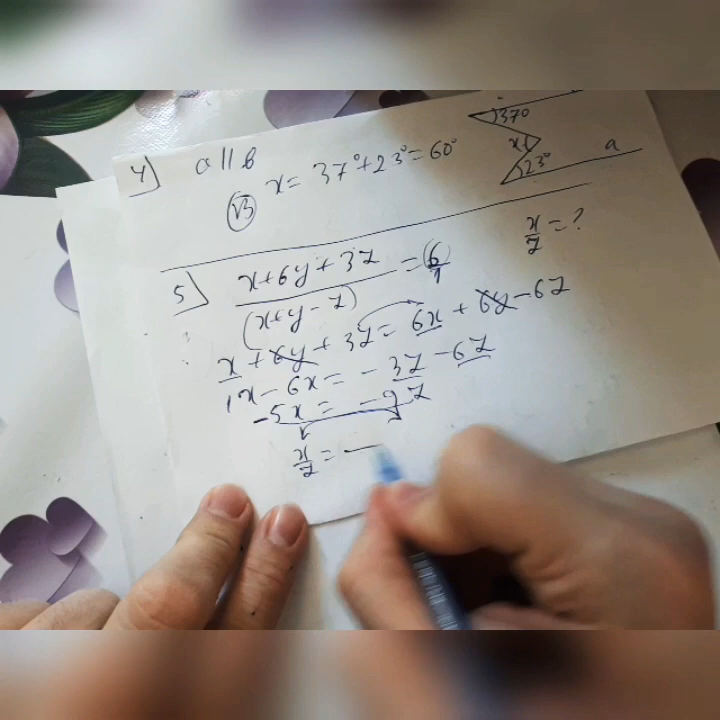 4) a || b
x = 37° + 23° = 60°
B
37°
x
23°
a
5) x+6y+3z / (x+y-z) = 6/1
x/z = ?
x + 6y + 3z = 6x + 6y - 6z
1x - 6x = -3z - 6z
-5x = -9z
x/z =